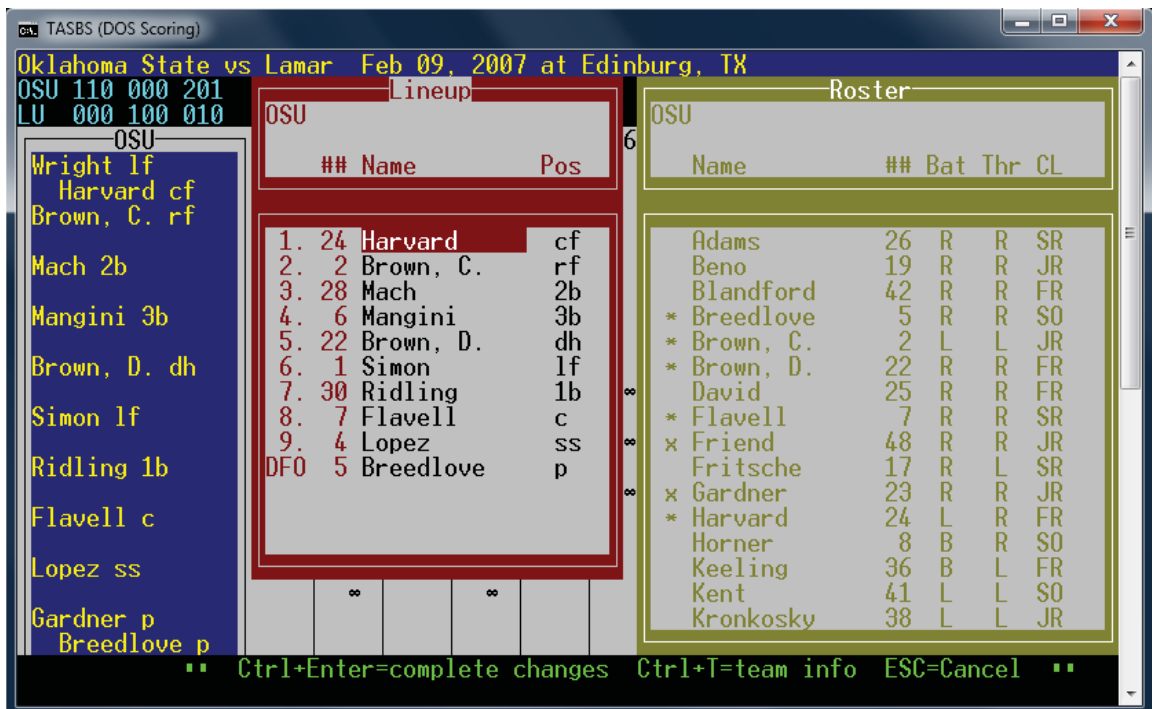 TASBS (DOS Scoring)
Oklahoma State vs Lamar Feb 09, 2007 at Edinburg, TX
OSU 110 000 201
LU 000 100 010
OSU
Wright lf
Harvard cf
Brown, C. rf
Mach 2b
Mangini 3b
Brown, D. dh
Simon lf
Ridling 1b
Flavell c
Lopez ss
Gardner p
Breedlove p
Lineup
OSU
## Name Pos
1. 24 Harvard cf
2. 2 Brown, C. rf
3. 28 Mach 2b
4. 6 Mangini 3b
5. 22 Brown, D. dh
6. 1 Simon lf
7. 30 Ridling 1b
8. 7 Flavell c
9. 4 Lopez ss
DFO 5 Breedlove p
6
Roster
OSU
Name ## Bat Thr CL
Adams 26 R R SR
Beno 19 R R JR
Blandford 42 R R FR
* Breedlove 5 R R SO
* Brown, C. 2 L L JR
* Brown, D. 22 R R FR
David 25 R R FR
* Flavell 7 R R SR
x Friend 48 R R JR
Fritsche 17 R L SR
x Gardner 23 R R JR
* Harvard 24 L R FR
Horner 8 B R SO
Keeling 36 B L FR
Kent 41 L L SO
Kronkosky 38 L L JR
Ctrl+Enter=complete changes Ctrl+T=team info ESC=Cancel